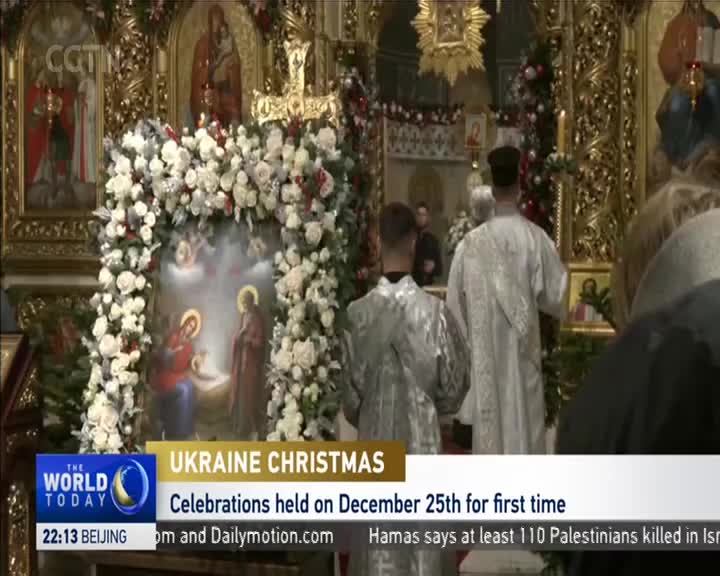 CGTN
UKRAINE CHRISTMAS
THE WORLD TODAY
Celebrations held on December 25th for first time
22:13 BEIJING
om and Dailymotion.com Hamas says at least 110 Palestinians killed in Isr